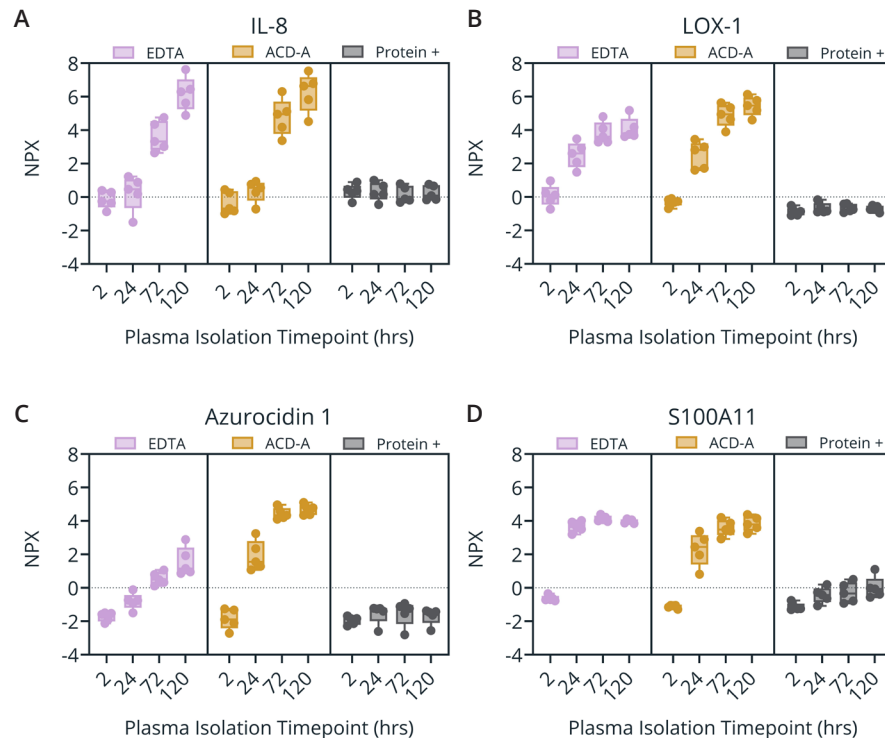 A
IL-8
EDTA ACD-A Protein +
8
6
4
2
0
-2
-4
NPX
2 24 72 120 2 24 72 120 2 24 72 120
Plasma Isolation Timepoint (hrs)
B
LOX-1
EDTA ACD-A Protein +
8
6
4
2
0
-2
-4
NPX
2 24 72 120 2 24 72 120 2 24 72 120
Plasma Isolation Timepoint (hrs)
C
Azurocidin 1
EDTA ACD-A Protein +
8
6
4
2
0
-2
-4
NPX
2 24 72 120 2 24 72 120 2 24 72 120
Plasma Isolation Timepoint (hrs)
D
S100A11
EDTA ACD-A Protein +
8
6
4
2
0
-2
-4
NPX
2 24 72 120 2 24 72 120 2 24 72 120
Plasma Isolation Timepoint (hrs)